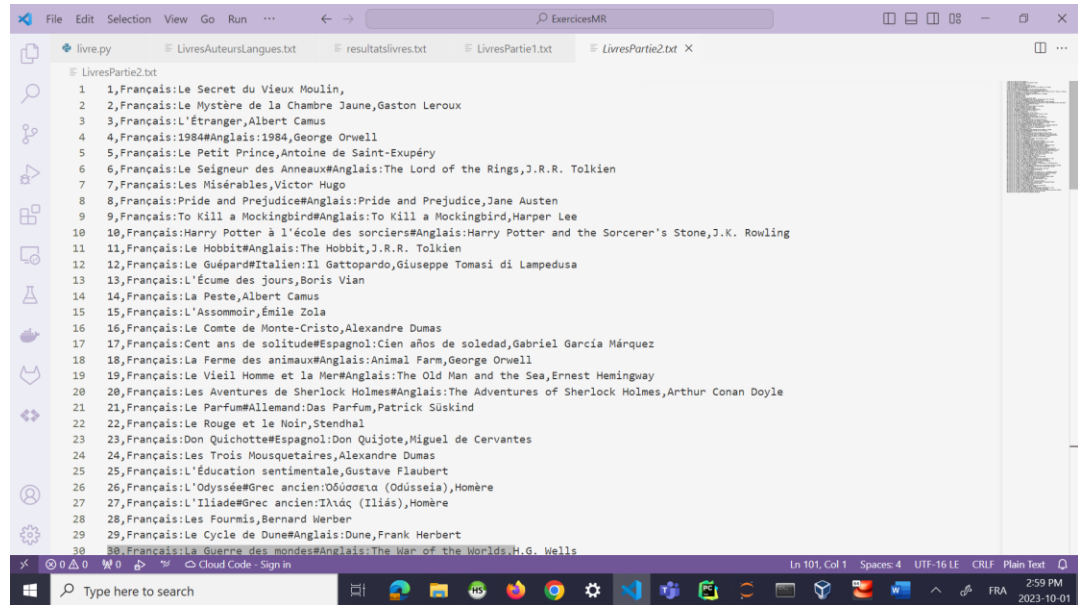 File Edit Selection View Go Run ··· ← → ExercicesMR
livre.py LivresAuteursLangues.txt resultatslivres.txt LivresPartie1.txt LivresPartie2.txt ×
LivresPartie2.txt
1 1,Français:Le Secret du Vieux Moulin,
2 2,Français:Le Mystère de la Chambre Jaune,Gaston Leroux
3 3,Français:L'Étranger,Albert Camus
4 4,Français:1984#Anglais:1984,George Orwell
5 5,Français:Le Petit Prince,Antoine de Saint-Exupéry
6 6,Français:Le Seigneur des Anneaux#Anglais:The Lord of the Rings,J.R.R. Tolkien
7 7,Français:Les Misérables,Victor Hugo
8 8,Français:Pride and Prejudice#Anglais:Pride and Prejudice,Jane Austen
9 9,Français:To Kill a Mockingbird#Anglais:To Kill a Mockingbird,Harper Lee
10 10,Français:Harry Potter à l'école des sorciers#Anglais:Harry Potter and the Sorcerer's Stone,J.K. Rowling
11 11,Français:Le Hobbit#Anglais:The Hobbit,J.R.R. Tolkien
12 12,Français:Le Guépard#Italien:Il Gattopardo,Giuseppe Tomasi di Lampedusa
13 13,Français:L'Écume des jours,Boris Vian
14 14,Français:La Peste,Albert Camus
15 15,Français:L'Assommoir,Émile Zola
16 16,Français:Le Comte de Monte-Cristo,Alexandre Dumas
17 17,Français:Cent ans de solitude#Espagnol:Cien años de soledad,Gabriel García Márquez
18 18,Français:La Ferme des animaux#Anglais:Animal Farm,George Orwell
19 19,Français:Le Vieil Homme et la Mer#Anglais:The Old Man and the Sea,Ernest Hemingway
20 20,Français:Les Aventures de Sherlock Holmes#Anglais:The Adventures of Sherlock Holmes,Arthur Conan Doyle
21 21,Français:Le Parfum#Allemand:Das Parfum,Patrick Süskind
22 22,Français:Le Rouge et le Noir,Stendhal
23 23,Français:Don Quichotte#Espagnol:Don Quijote,Miguel de Cervantes
24 24,Français:Les Trois Mousquetaires,Alexandre Dumas
25 25,Français:L'Éducation sentimentale,Gustave Flaubert
26 26,Français:L'Odyssée#Grec ancien:Ὀδύσσεια (Odússeia),Homère
27 27,Français:L'Iliade#Grec ancien:Ἰλιάς (Iliás),Homère
28 28,Français:Les Fourmis,Bernard Werber
29 29,Français:Le Cycle de Dune#Anglais:Dune,Frank Herbert
30 30,Français:La Guerre des mondes#Anglais:The War of the Worlds,H.G. Wells
0 0 0 Cloud Code - Sign in Ln 101, Col 1 Spaces: 4 UTF-16 LE CRLF Plain Text
Type here to search HS PC W FRA 2:59 PM
2023-10-01